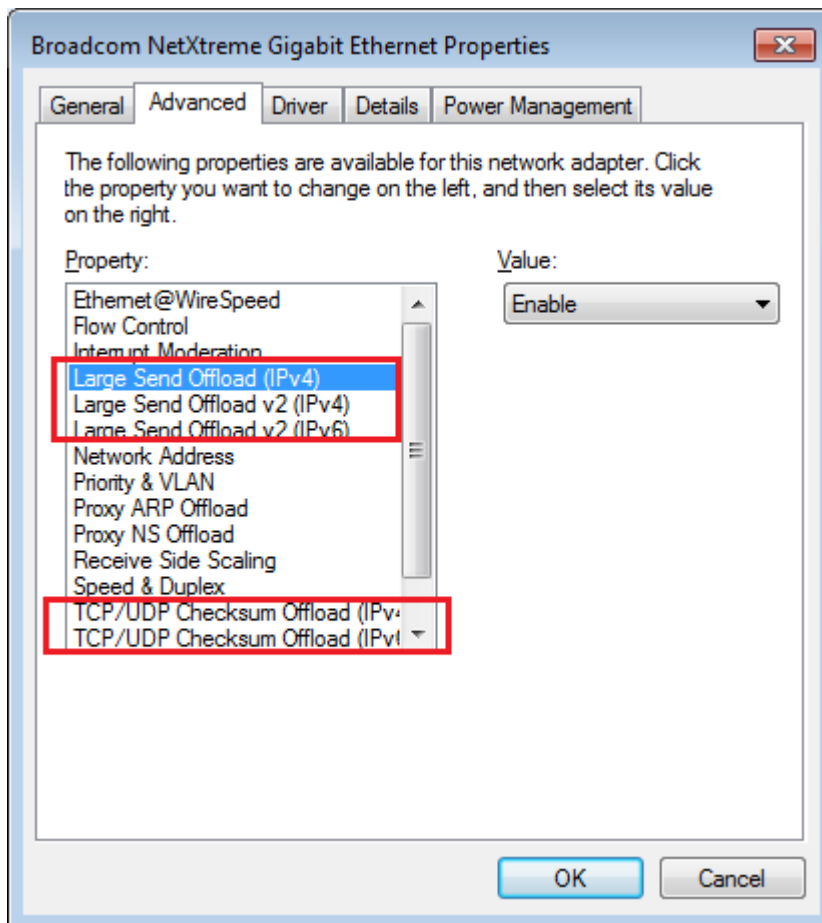 Broadcom NetXtreme Gigabit Ethernet Properties
General Advanced Driver Details Power Management
The following properties are available for this network adapter. Click
the property you want to change on the left, and then select its value
on the right.
Property:
Value:
Ethernet@WireSpeed
Enable
Flow Control
Interrupt Moderation
Large Send Offload (IPv4)
Large Send Offload v2 (IPv4)
Large Send Offload v2 (IPv6)
Network Address
Priority & VLAN
Proxy ARP Offload
Proxy NS Offload
Receive Side Scaling
Speed & Duplex
TCP/UDP Checksum Offload (IPv4
TCP/UDP Checksum Offload (IPv6
OK Cancel